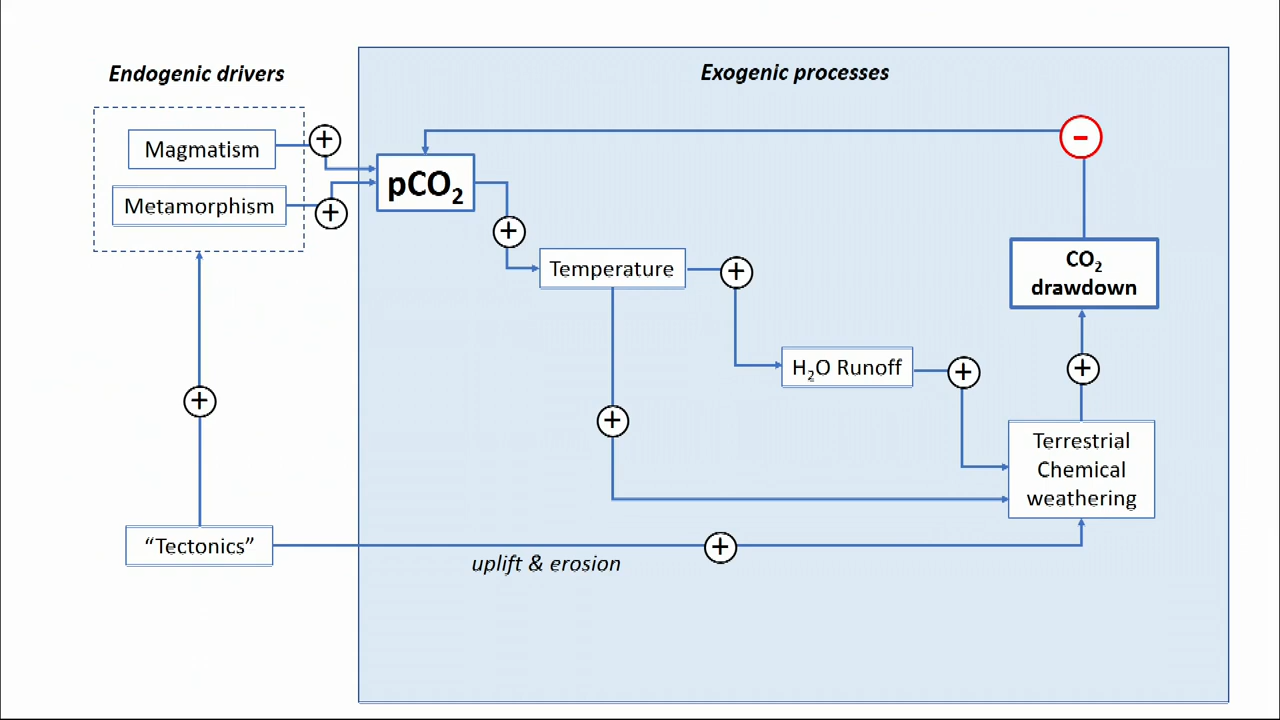 Endogenic drivers
Exogenic processes
Magmatism
+
−
Metamorphism
+
pCO₂
+
Temperature
+
CO₂
drawdown
H₂O Runoff
+
+
+
+
Terrestrial
Chemical
weathering
“Tectonics”
+
uplift & erosion